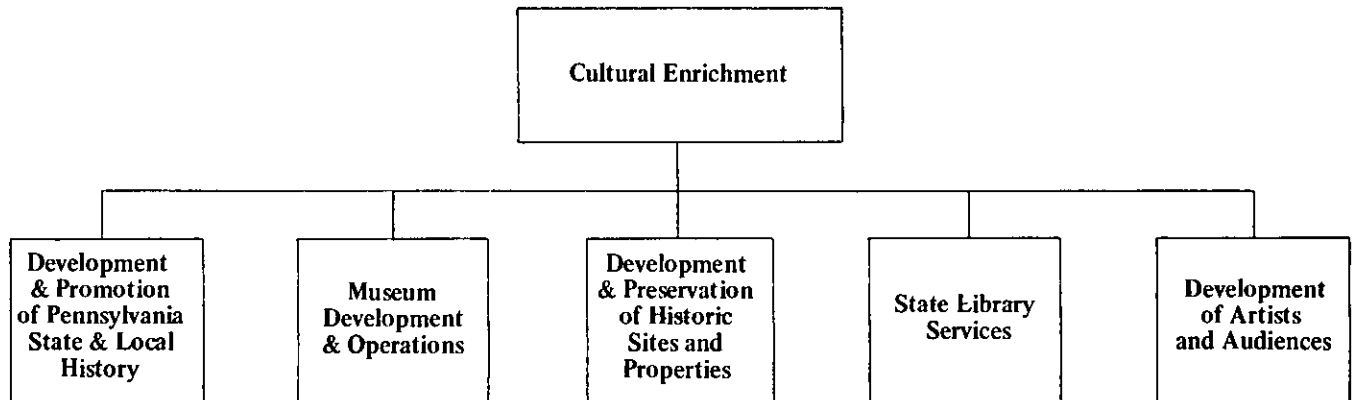 Cultural Enrichment
Development
& Promotion
of Pennsylvania
State & Local
History
Museum
Development
& Operations
Development
& Preservation
of Historic
Sites and
Properties
State Library
Services
Development
of Artists
and Audiences